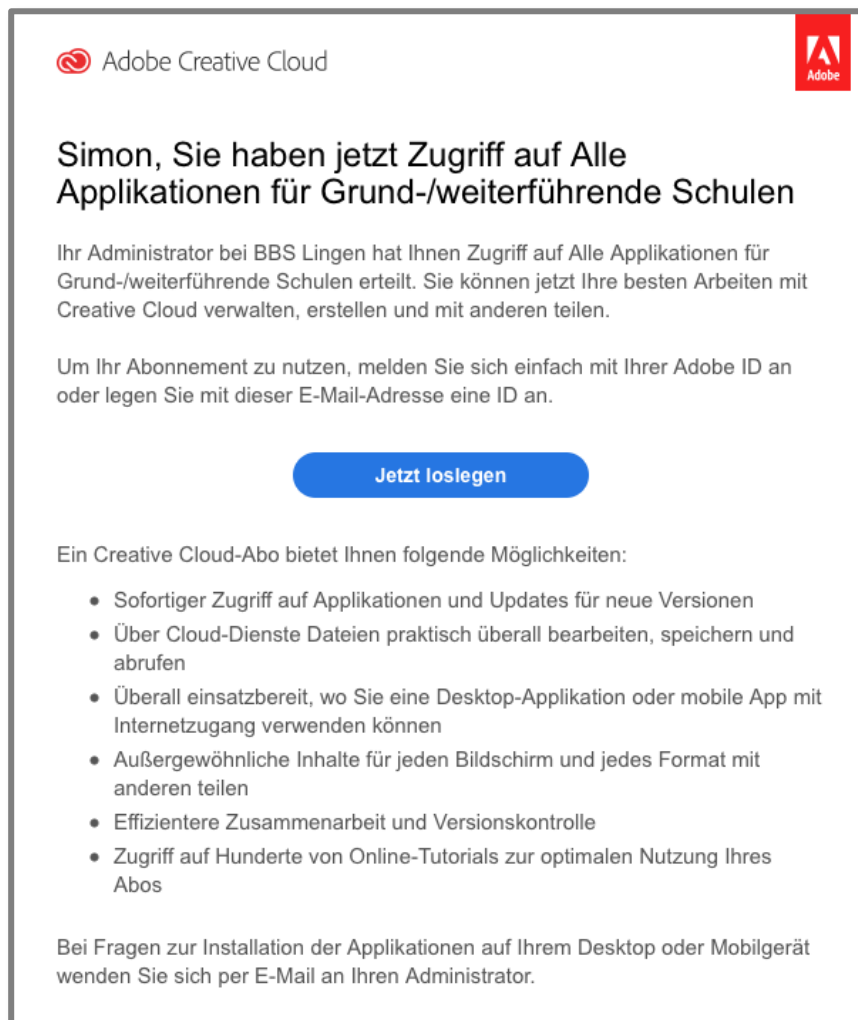 Adobe Creative Cloud
Adobe
Simon, Sie haben jetzt Zugriff auf Alle
Applikationen für Grund-/weiterführende Schulen
Ihr Administrator bei BBS Lingen hat Ihnen Zugriff auf Alle Applikationen für
Grund-/weiterführende Schulen erteilt. Sie können jetzt Ihre besten Arbeiten mit
Creative Cloud verwalten, erstellen und mit anderen teilen.
Um Ihr Abonnement zu nutzen, melden Sie sich einfach mit Ihrer Adobe ID an
oder legen Sie mit dieser E-Mail-Adresse eine ID an.
Jetzt loslegen
Ein Creative Cloud-Abo bietet Ihnen folgende Möglichkeiten:
• Sofortiger Zugriff auf Applikationen und Updates für neue Versionen
• Über Cloud-Dienste Dateien praktisch überall bearbeiten, speichern und
abrufen
• Überall einsatzbereit, wo Sie eine Desktop-Applikation oder mobile App mit
Internetzugang verwenden können
• Außergewöhnliche Inhalte für jeden Bildschirm und jedes Format mit
anderen teilen
• Effizientere Zusammenarbeit und Versionskontrolle
• Zugriff auf Hunderte von Online-Tutorials zur optimalen Nutzung Ihres
Abos
Bei Fragen zur Installation der Applikationen auf Ihrem Desktop oder Mobilgerät
wenden Sie sich per E-Mail an Ihren Administrator.